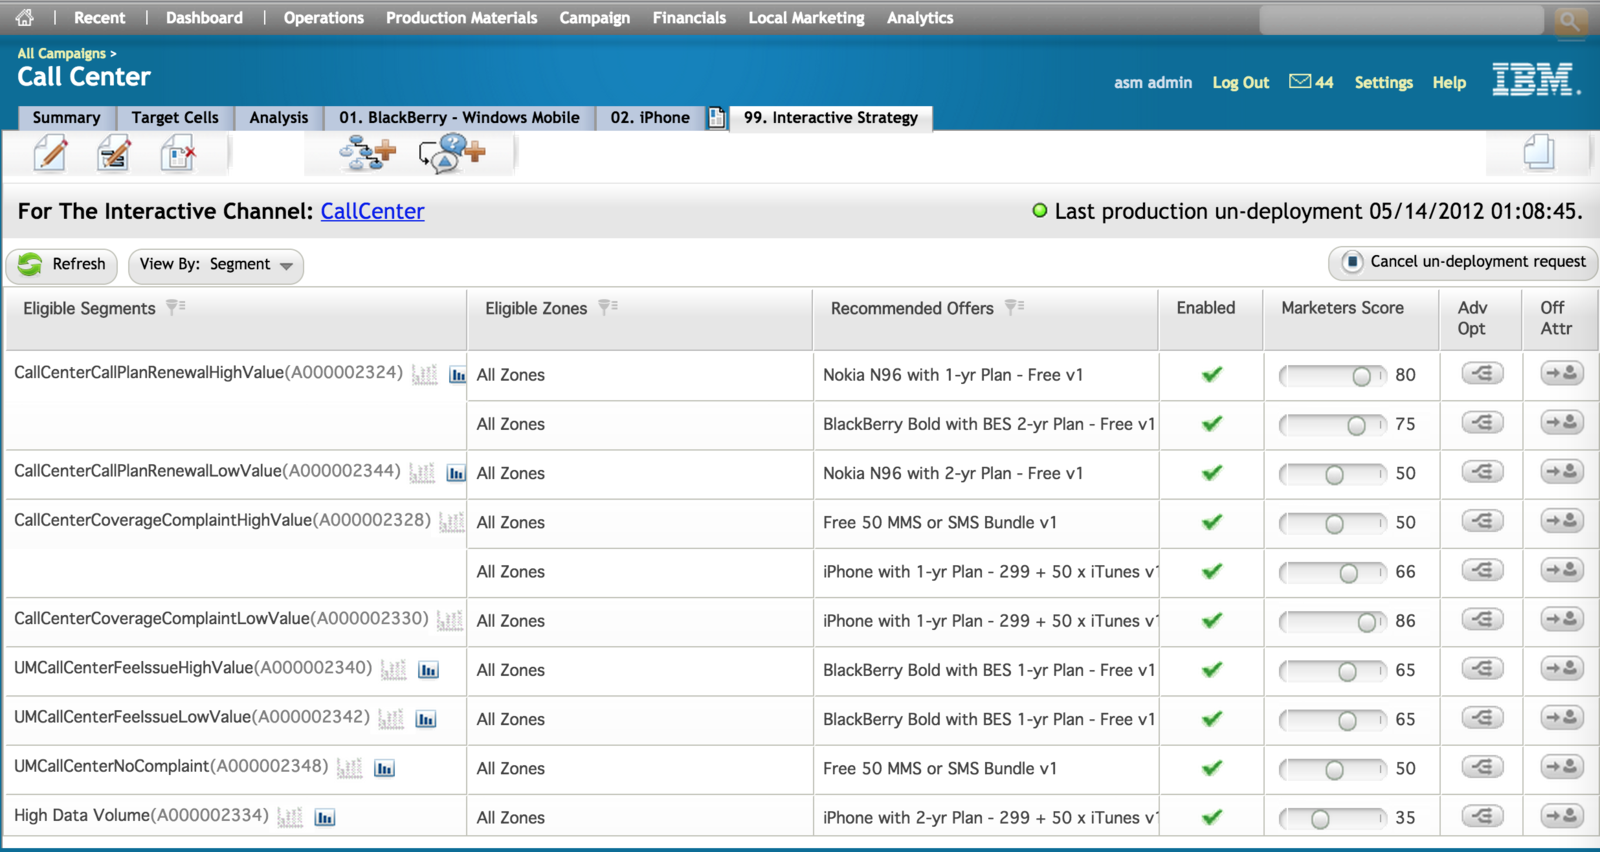 Recent | Dashboard | Operations Production Materials Campaign Financials Local Marketing Analytics
All Campaigns >
Call Center
asm admin Log Out 44 Settings Help IBM.
Summary Target Cells Analysis 01. BlackBerry - Windows Mobile 02. iPhone 99. Interactive Strategy
For The Interactive Channel: CallCenter Last production un-deployment 05/14/2012 01:08:45.
Refresh View By: Segment Cancel un-deployment request
Eligible Segments Eligible Zones Recommended Offers Enabled Marketers Score Adv Off
Opt Attr
CallCenterCallPlanRenewalHighValue(A000002324) All Zones Nokia N96 with 1-yr Plan - Free v1 80
All Zones BlackBerry Bold with BES 2-yr Plan - Free v1 75
CallCenterCallPlanRenewalLowValue(A000002344) All Zones Nokia N96 with 2-yr Plan - Free v1 50
CallCenterCoverageComplaintHighValue(A000002328) All Zones Free 50 MMS or SMS Bundle v1 50
All Zones iPhone with 1-yr Plan - 299 + 50 x iTunes v1 66
CallCenterCoverageComplaintLowValue(A000002330) All Zones iPhone with 1-yr Plan - 299 + 50 x iTunes v1 86
UMCallCenterFeeIssueHighValue(A000002340) All Zones BlackBerry Bold with BES 1-yr Plan - Free v1 65
UMCallCenterFeeIssueLowValue(A000002342) All Zones BlackBerry Bold with BES 1-yr Plan - Free v1 65
UMCallCenterNoComplaint(A000002348) All Zones Free 50 MMS or SMS Bundle v1 50
High Data Volume(A000002334) All Zones iPhone with 2-yr Plan - 299 + 50 x iTunes v1 35